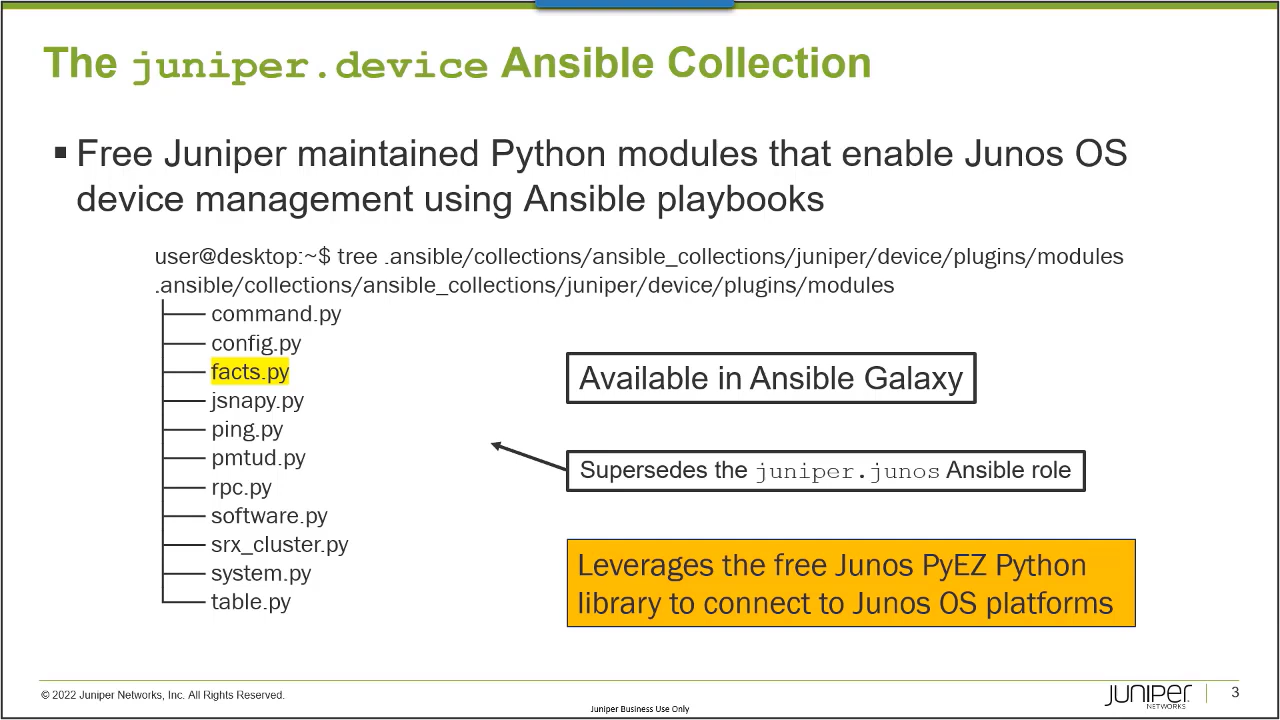 The juniper.device Ansible Collection
▪ Free Juniper maintained Python modules that enable Junos OS
device management using Ansible playbooks
user@desktop:~$ tree .ansible/collections/ansible_collections/juniper/device/plugins/modules
.ansible/collections/ansible_collections/juniper/device/plugins/modules
command.py
config.py
facts.py
jsnapy.py
ping.py
pmtud.py
rpc.py
software.py
srx_cluster.py
system.py
table.py
Available in Ansible Galaxy
Supersedes the juniper.junos Ansible role
Leverages the free Junos PyEZ Python
library to connect to Junos OS platforms
© 2022 Juniper Networks, Inc. All Rights Reserved.
Juniper Business Use Only
JUNIPER
NETWORKS
3